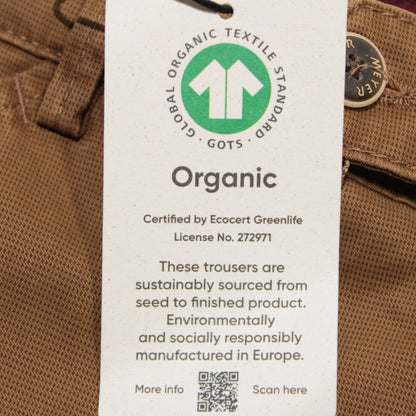 GLOBAL ORGANIC TEXTILE STANDARD
· GOTS ·
MEYER
Organic
Certified by Ecocert Greenlife
License No. 272971
These trousers are
sustainably sourced from
seed to finished product.
Environmentally
and socially responsibly
manufactured in Europe.
More info
Scan here